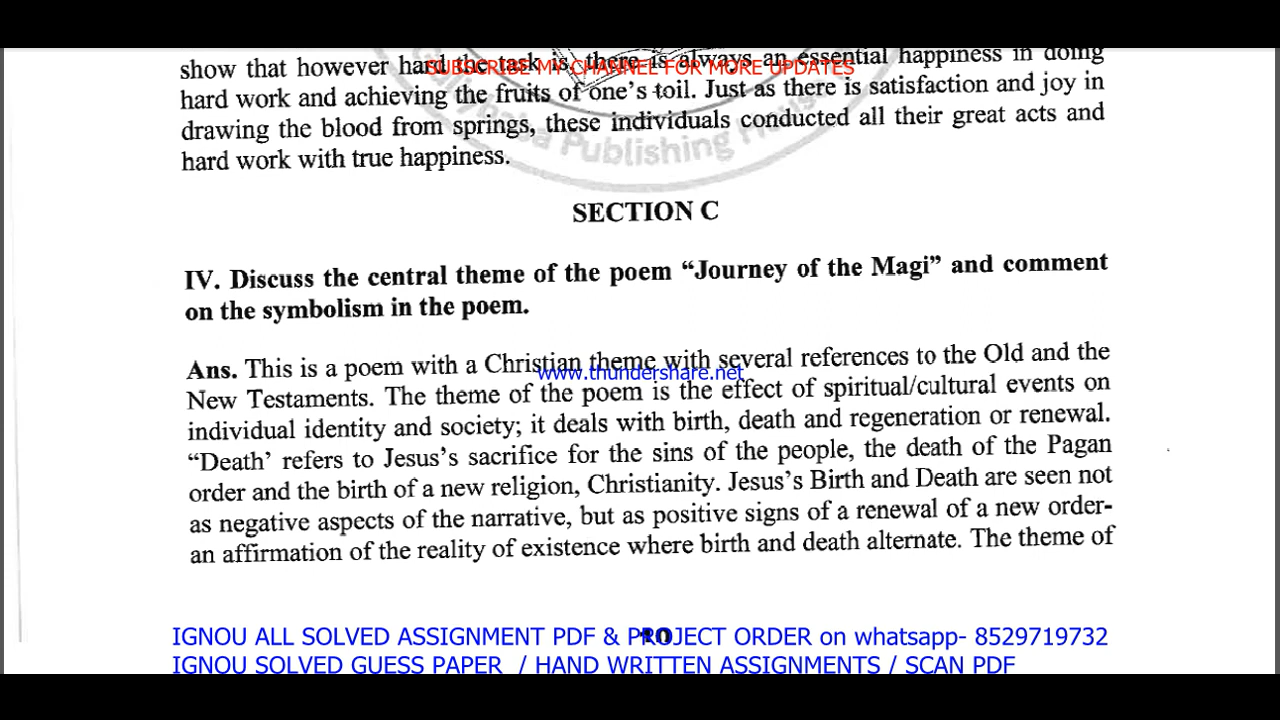 show that however hard the task is, there is always an essential happiness in doing
SUBSCRIBE MY CHANNEL FOR MORE UPDATES
hard work and achieving the fruits of one's toil. Just as there is satisfaction and joy in
drawing the blood from springs, these individuals conducted all their great acts and
hard work with true happiness.
Publishing House
SECTION C
IV. Discuss the central theme of the poem “Journey of the Magi” and comment
on the symbolism in the poem.
Ans. This is a poem with a Christian theme with several references to the Old and the
www.thundershare.net
New Testaments. The theme of the poem is the effect of spiritual/cultural events on
individual identity and society; it deals with birth, death and regeneration or renewal.
“Death’ refers to Jesus's sacrifice for the sins of the people, the death of the Pagan
order and the birth of a new religion, Christianity. Jesus's Birth and Death are seen not
as negative aspects of the narrative, but as positive signs of a renewal of a new order-
an affirmation of the reality of existence where birth and death alternate. The theme of
IGNOU ALL SOLVED ASSIGNMENT PDF & PROJECT ORDER on whatsapp- 8529719732
IGNOU SOLVED GUESS PAPER / HAND WRITTEN ASSIGNMENTS / SCAN PDF